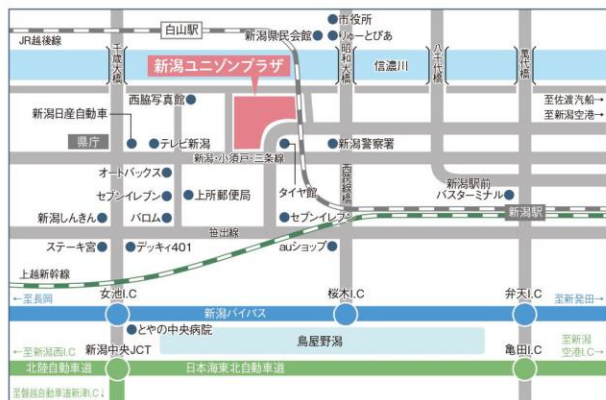 市役所
白山駅
新潟県民会館
りゅーとぴあ
JR越後線
千歳大橋
昭和大橋
八千代橋
萬代橋
信濃川
新潟ユニゾンプラザ
西脇写真館
至佐渡汽船→
至新潟空港→
新潟日産自動車
県庁
テレビ新潟
新潟警察署
新潟・小須戸・三条線
オートバックス
セブンイレブン
上所郵便局
タイヤ館
西跨線橋
新潟駅前
バスターミナル
新潟しんきん
バロム
セブンイレブン
新潟駅
笹出線
ステーキ宮
デッキィ401
auショップ
上越新幹線
女池I.C
桜木I.C
弁天I.C
←至長岡
新潟バイパス
至新発田→
とやの中央病院
鳥屋野潟
←至新潟西I.C
新潟中央JCT
亀田I.C
至新潟
空港I.C→
北陸自動車道
日本海東北自動車道
至磐越自動車道新津I.C↓